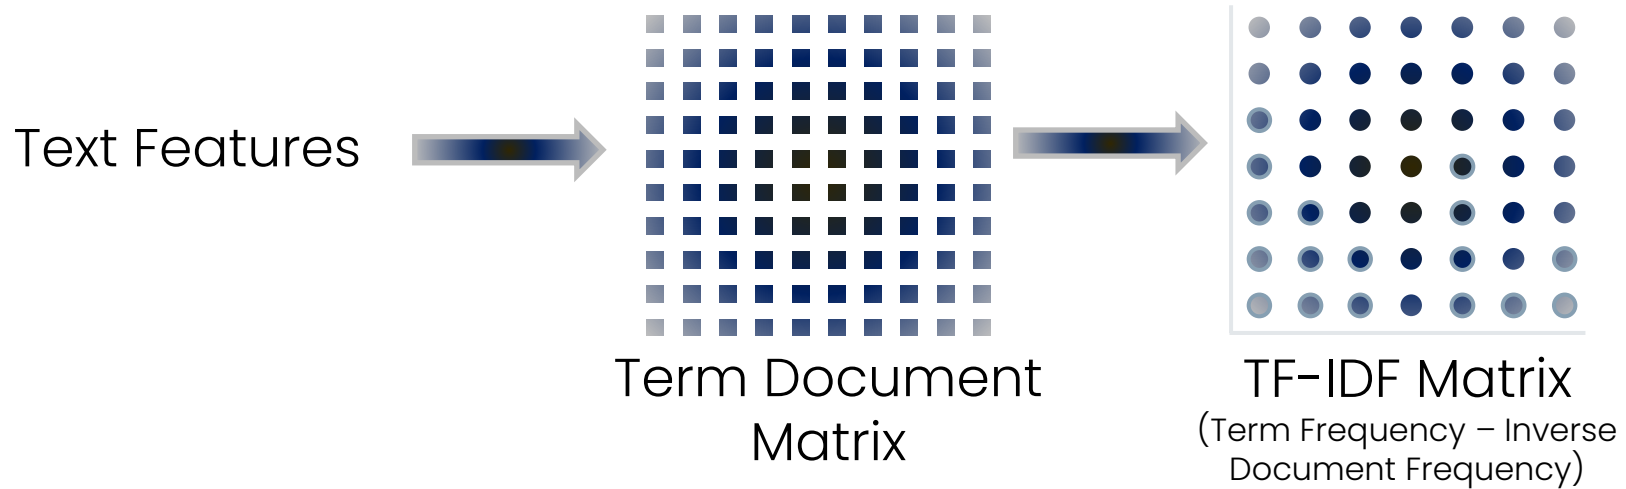 Text Features
Term Document
Matrix
TF-IDF Matrix
(Term Frequency – Inverse
Document Frequency)